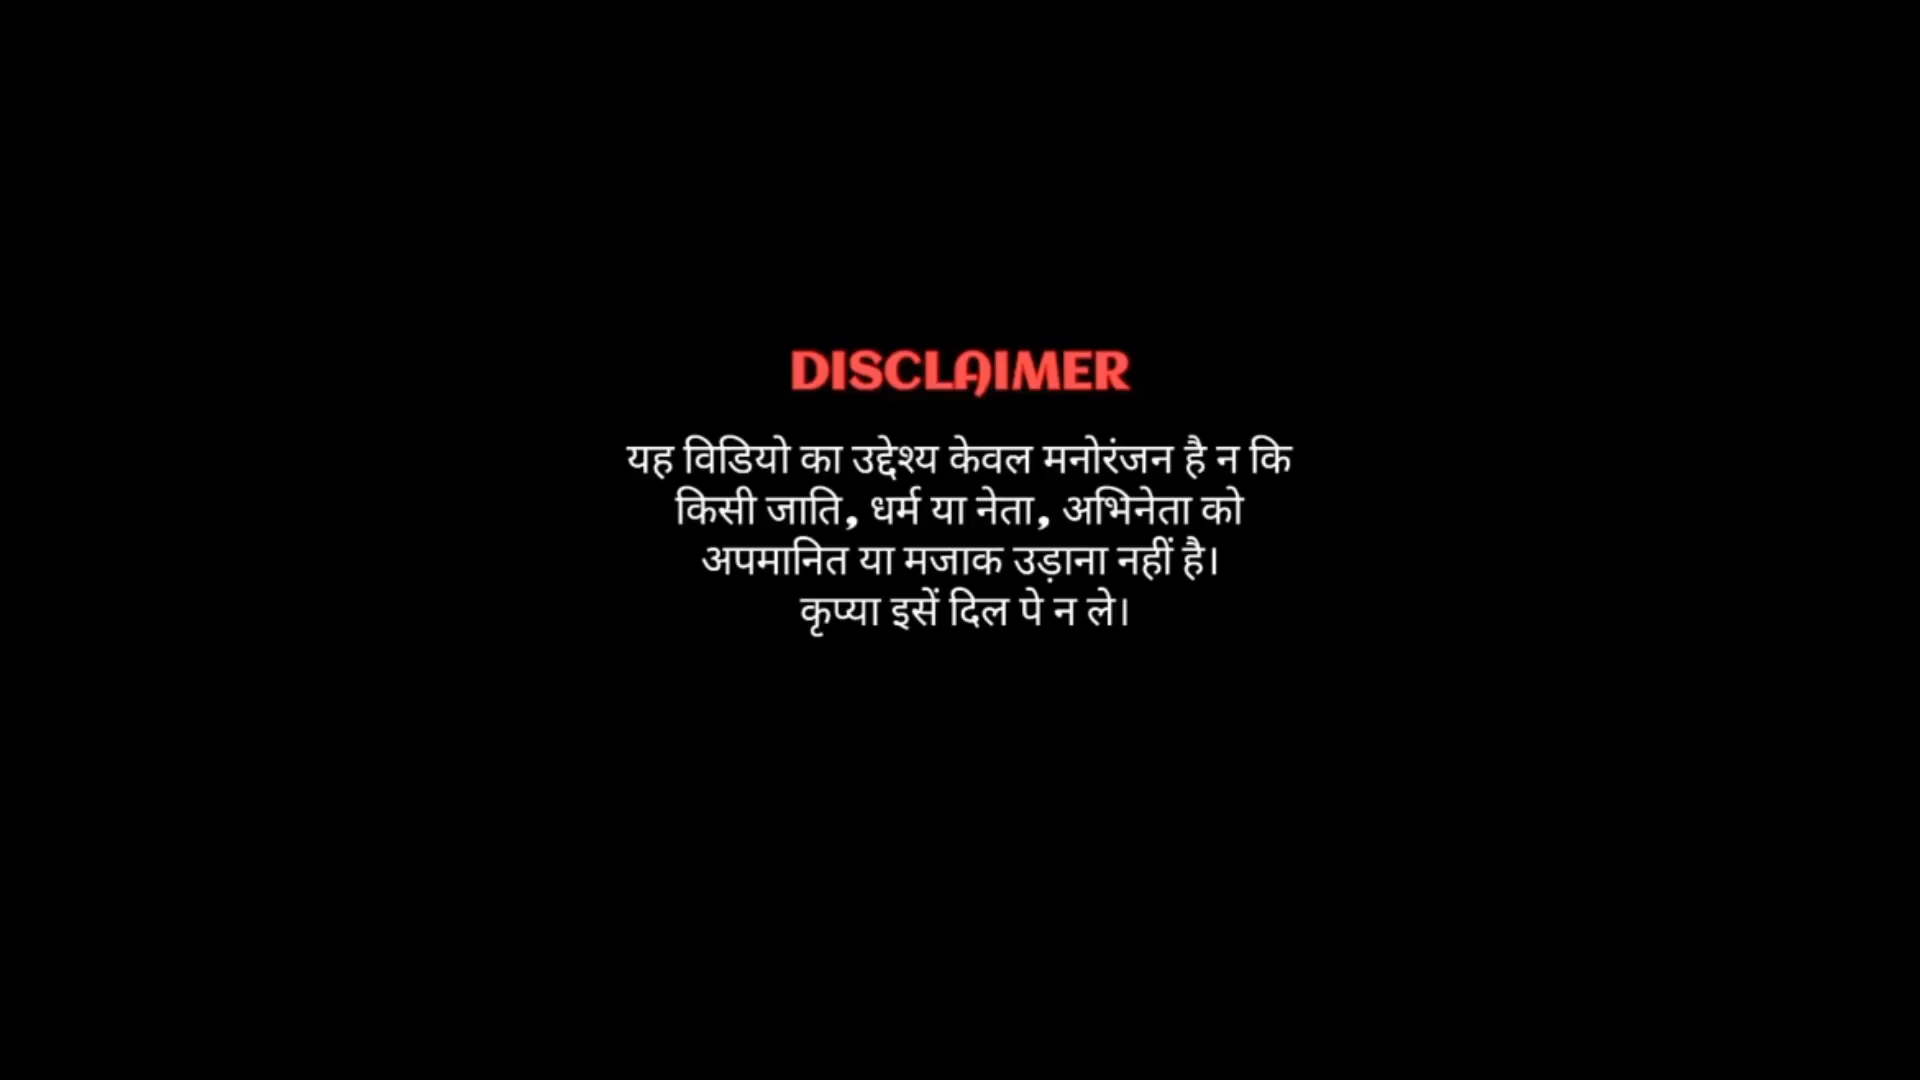 DISCLAIMER
यह विडियो का उद्देश्य केवल मनोरंजन है न कि
किसी जाति, धर्म या नेता, अभिनेता को
अपमानित या मजाक उड़ाना नहीं है।
कृप्या इसें दिल पे न ले।